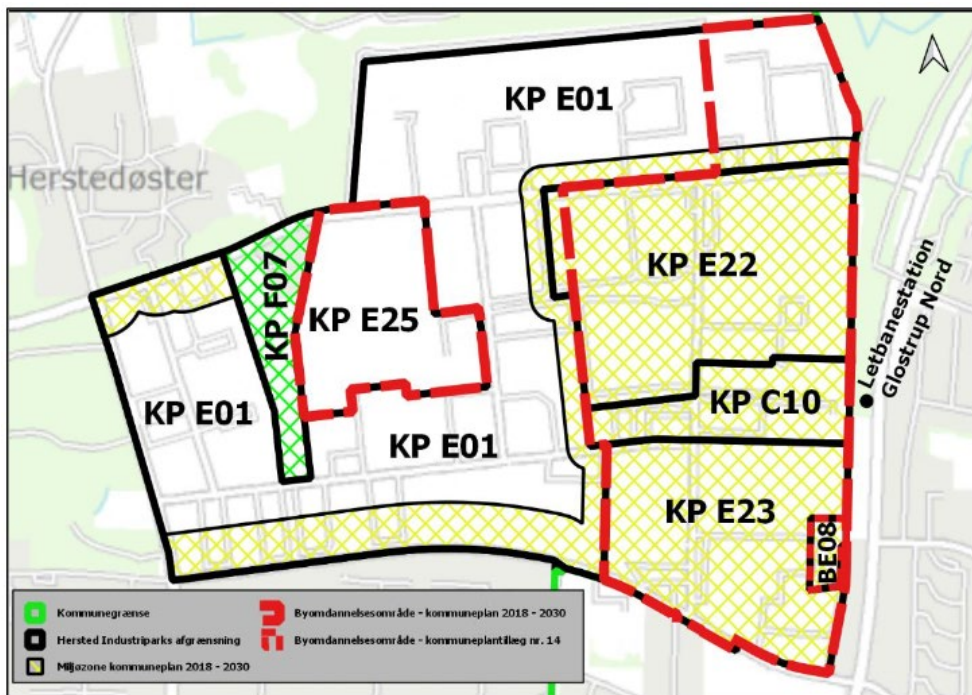 KP E01
Herstedøster
KP F07
KP E22
KP E25
Letbanestation
Glostrup Nord
KP E01
KP C10
KP E01
KP E23
BE08
Kommunegrænse
Hersted Industriparks afgrænsning
Miljøzone kommuneplan 2018 - 2030
Byomdannelsesområde - kommuneplan 2018 - 2030
Byomdannelsesområde - kommuneplantillæg nr. 14